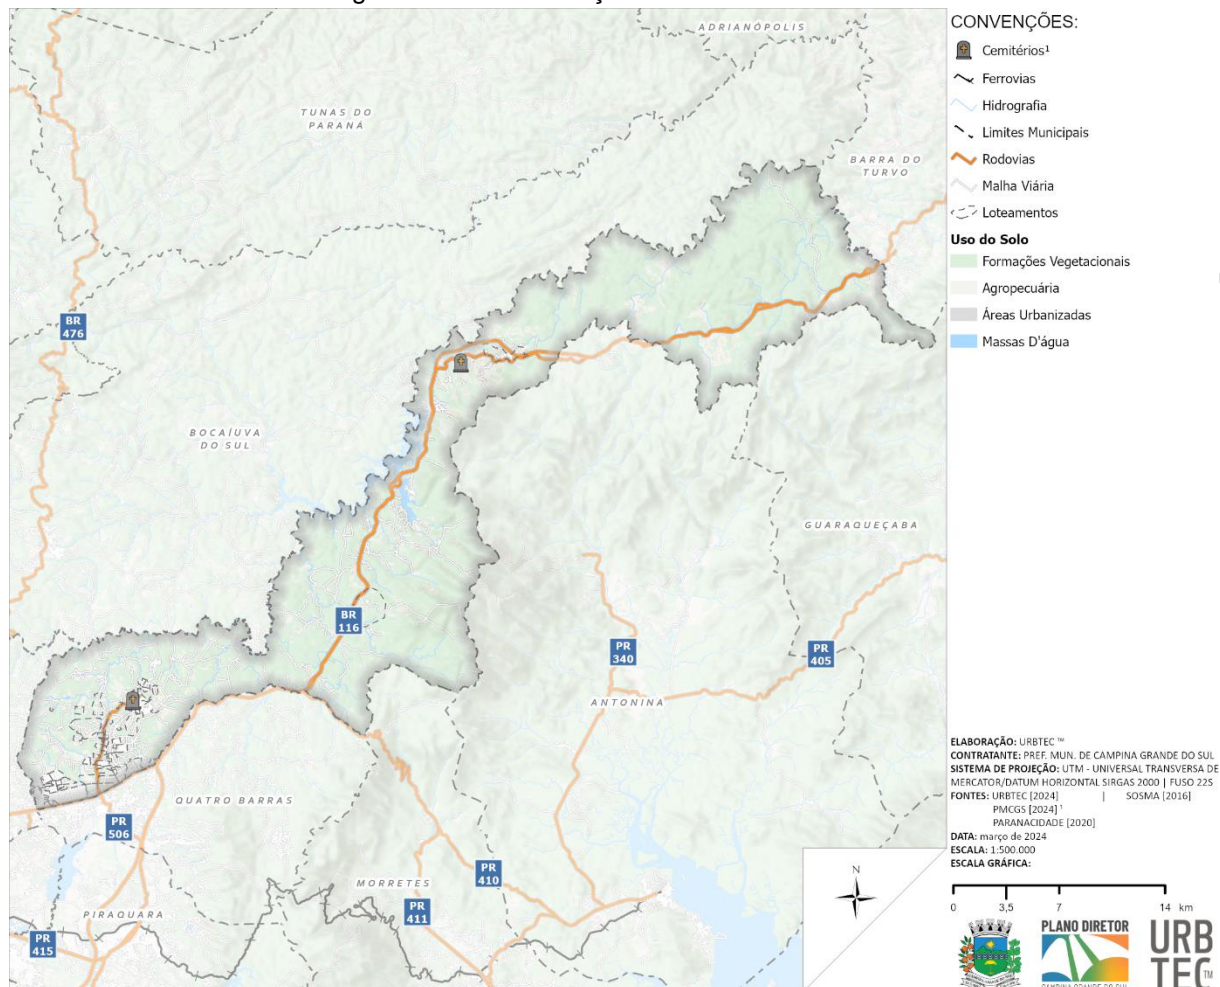 ADRIANÓPOLIS
TUNAS DO
PARANÁ
BARRA DO
TURVO
BR
476
BOCAÍUVA
DO SUL
GUARAQUEÇABA
BR
116
PR
340
PR
405
ANTONINA
QUATRO BARRAS
PR
506
PR
410
MORRETES
PR
411
PIRAQUARA
PR
415
N
CONVENÇÕES:
Cemitérios¹
Ferrovias
Hidrografia
Limites Municipais
Rodovias
Malha Viária
Loteamentos
Uso do Solo
Formações Vegetacionais
Agropecuária
Áreas Urbanizadas
Massas D'água
ELABORAÇÃO: URBTEC ™
CONTRATANTE: PREF. MUN. DE CAMPINA GRANDE DO SUL
SISTEMA DE PROJEÇÃO: UTM - UNIVERSAL TRANSVERSA DE
MERCATOR/DATUM HORIZONTAL SIRGAS 2000 | FUSO 22S
FONTES: URBTEC [2024] | SOSMA [2016]
PMCGS [2024] ¹
PARANACIDADE [2020]
DATA: março de 2024
ESCALA: 1:500.000
ESCALA GRÁFICA:
0 3,5 7 14 km
PLANO DIRETOR
URB
TEC™